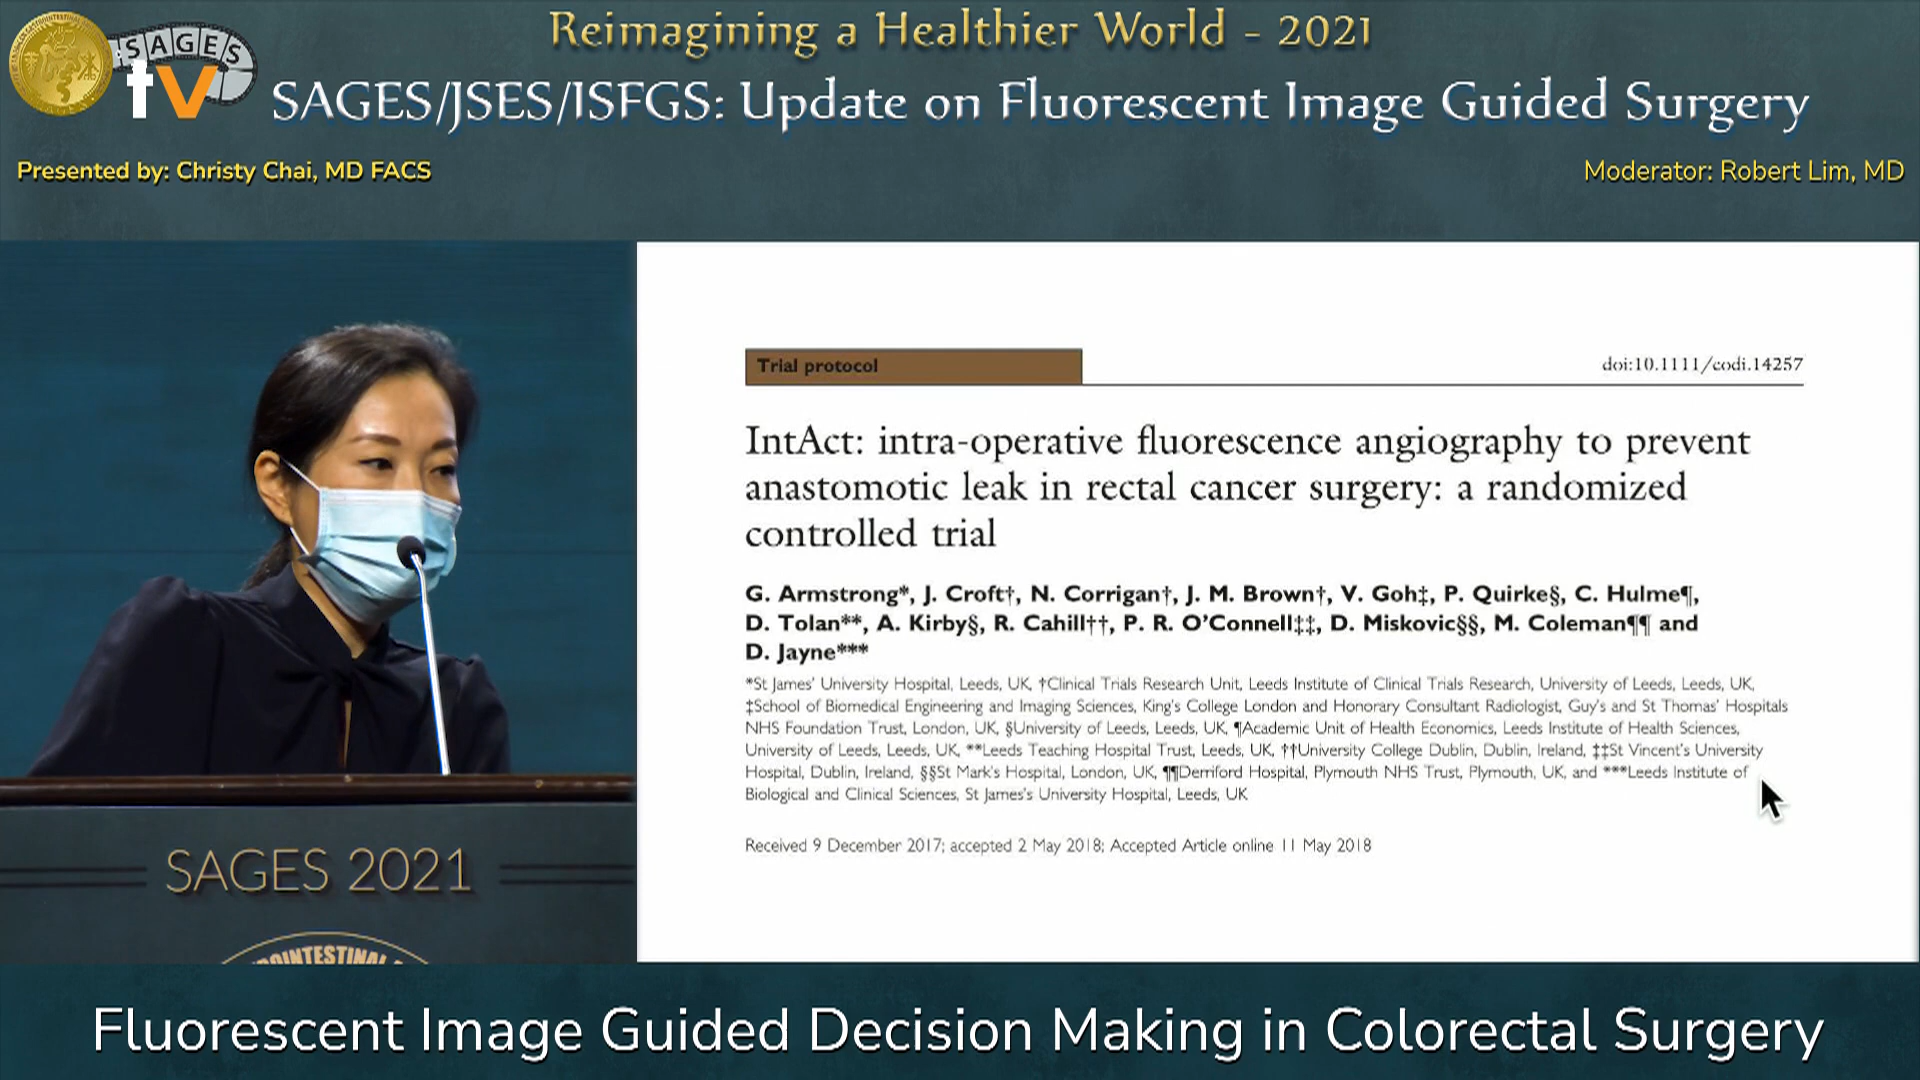 Reimagining a Healthier World - 2021
SAGES
tv
SAGES/JSES/ISFGS: Update on Fluorescent Image Guided Surgery
Presented by: Christy Chai, MD FACS
Moderator: Robert Lim, MD
Trial protocol
doi:10.1111/codi.14257
IntAct: intra-operative fluorescence angiography to prevent
anastomotic leak in rectal cancer surgery: a randomized
controlled trial
G. Armstrong*, J. Croft†, N. Corrigan†, J. M. Brown†, V. Goh‡, P. Quirke§, C. Hulme¶,
D. Tolan**, A. Kirby§, R. Cahill††, P. R. O'Connell‡‡, D. Miskovic§§, M. Coleman¶¶ and
D. Jayne***
*St James' University Hospital, Leeds, UK, †Clinical Trials Research Unit, Leeds Institute of Clinical Trials Research, University of Leeds, Leeds, UK,
‡School of Biomedical Engineering and Imaging Sciences, King's College London and Honorary Consultant Radiologist, Guy's and St Thomas' Hospitals
NHS Foundation Trust, London, UK, §University of Leeds, Leeds, UK, ¶Academic Unit of Health Economics, Leeds Institute of Health Sciences,
University of Leeds, Leeds, UK, **Leeds Teaching Hospital Trust, Leeds, UK, ††University College Dublin, Dublin, Ireland, ‡‡St Vincent's University
Hospital, Dublin, Ireland, §§St Mark's Hospital, London, UK, ¶¶Derriford Hospital, Plymouth NHS Trust, Plymouth, UK, and ***Leeds Institute of
Biological and Clinical Sciences, St James's University Hospital, Leeds, UK
Received 9 December 2017; accepted 2 May 2018; Accepted Article online 11 May 2018
SAGES 2021
Fluorescent Image Guided Decision Making in Colorectal Surgery